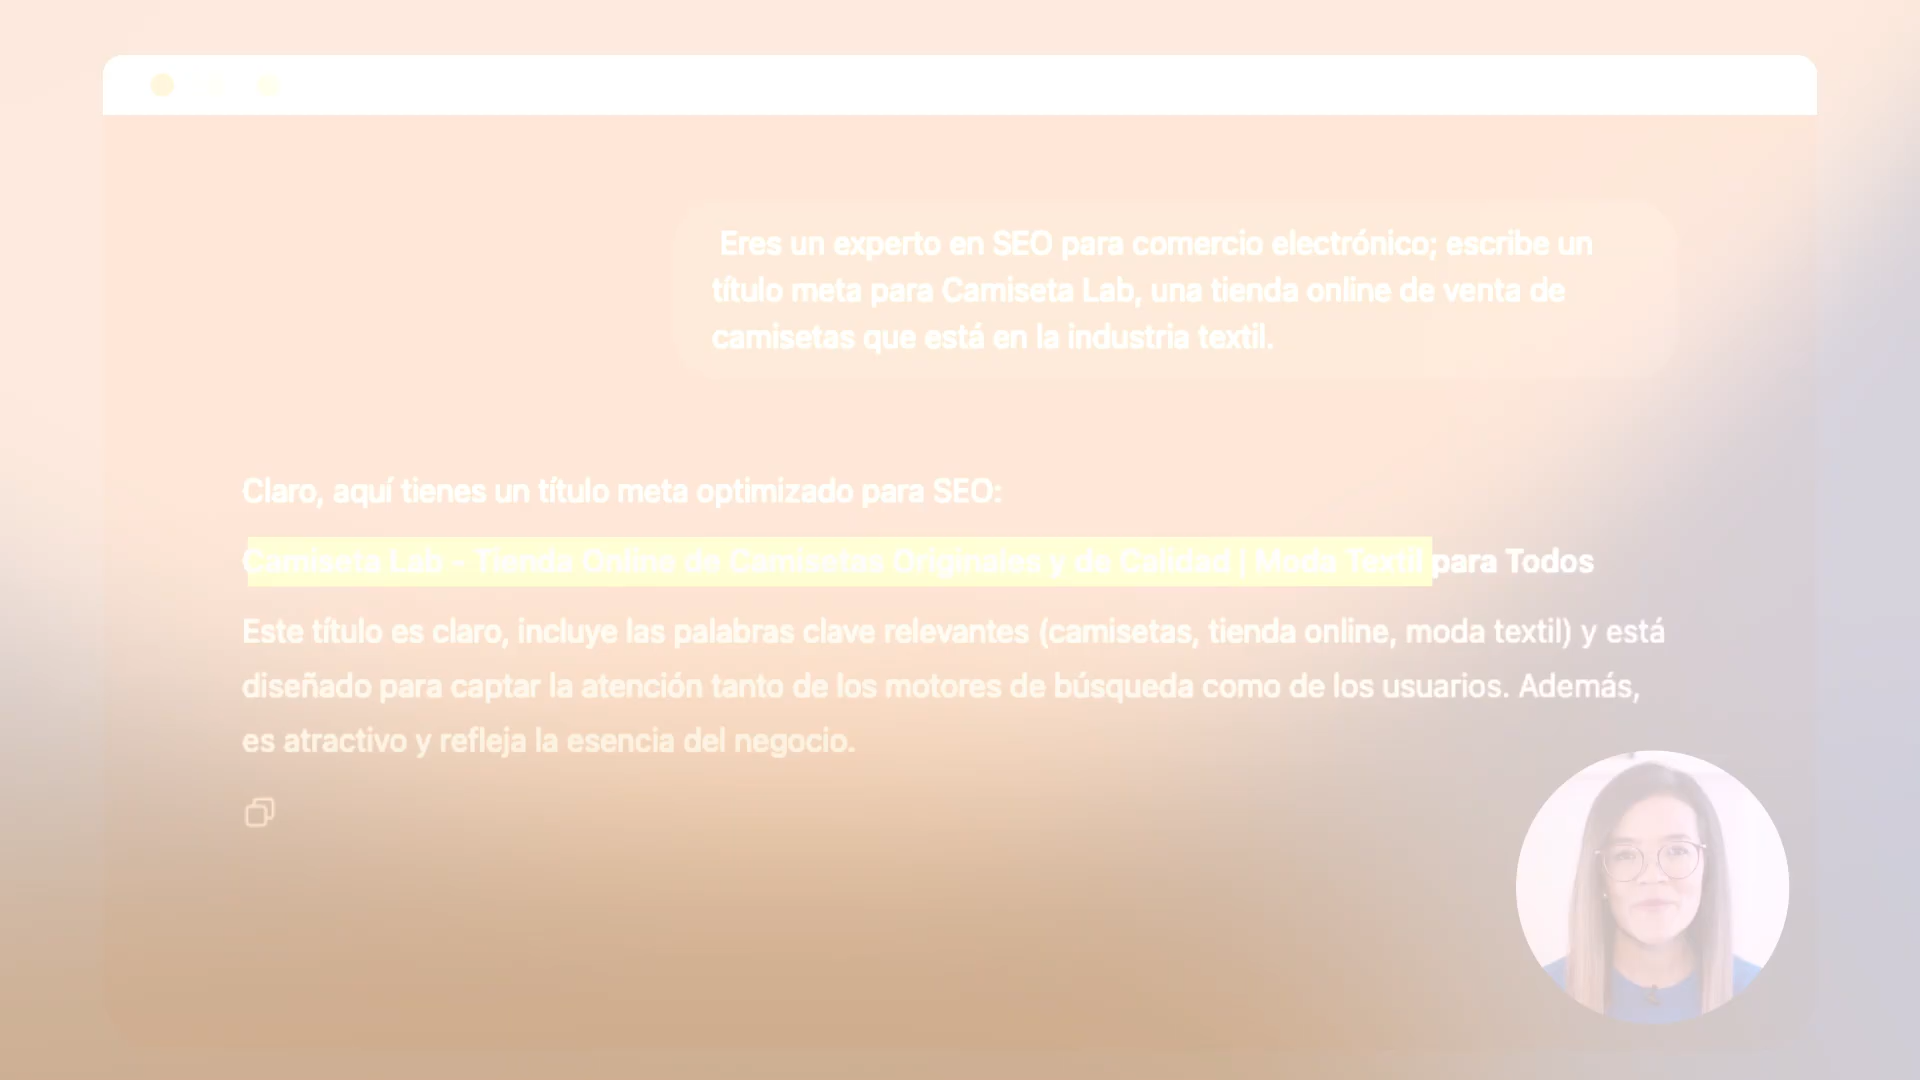 Eres un experto en SEO para comercio electrónico; escribe un
título meta para Camiseta Lab, una tienda online de venta de
camisetas que está en la industria textil.
Claro, aquí tienes un título meta optimizado para SEO:
Camiseta Lab - Tienda Online de Camisetas Originales y de Calidad | Moda Textil para Todos
Este título es claro, incluye las palabras clave relevantes (camisetas, tienda online, moda textil) y está
diseñado para captar la atención tanto de los motores de búsqueda como de los usuarios. Además,
es atractivo y refleja la esencia del negocio.